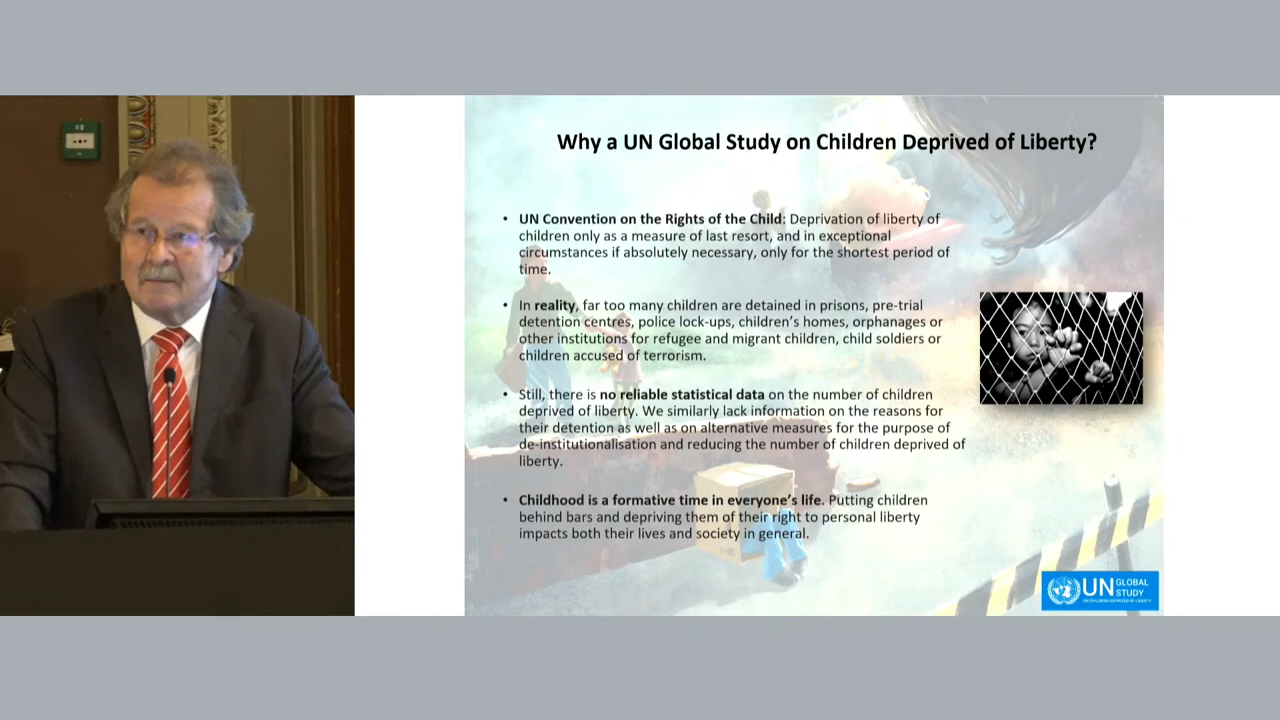 Why a UN Global Study on Children Deprived of Liberty?
• UN Convention on the Rights of the Child: Deprivation of liberty of
children only as a measure of last resort, and in exceptional
circumstances if absolutely necessary, only for the shortest period of
time.
• In reality, far too many children are detained in prisons, pre-trial
detention centres, police lock-ups, children's homes, orphanages or
other institutions for refugee and migrant children, child soldiers or
children accused of terrorism.
• Still, there is no reliable statistical data on the number of children
deprived of liberty. We similarly lack information on the reasons for
their detention as well as on alternative measures for the purpose of
de-institutionalisation and reducing the number of children deprived of
liberty.
• Childhood is a formative time in everyone's life. Putting children
behind bars and depriving them of their right to personal liberty
impacts both their lives and society in general.
UN GLOBAL
STUDY
ON CHILDREN DEPRIVED OF LIBERTY